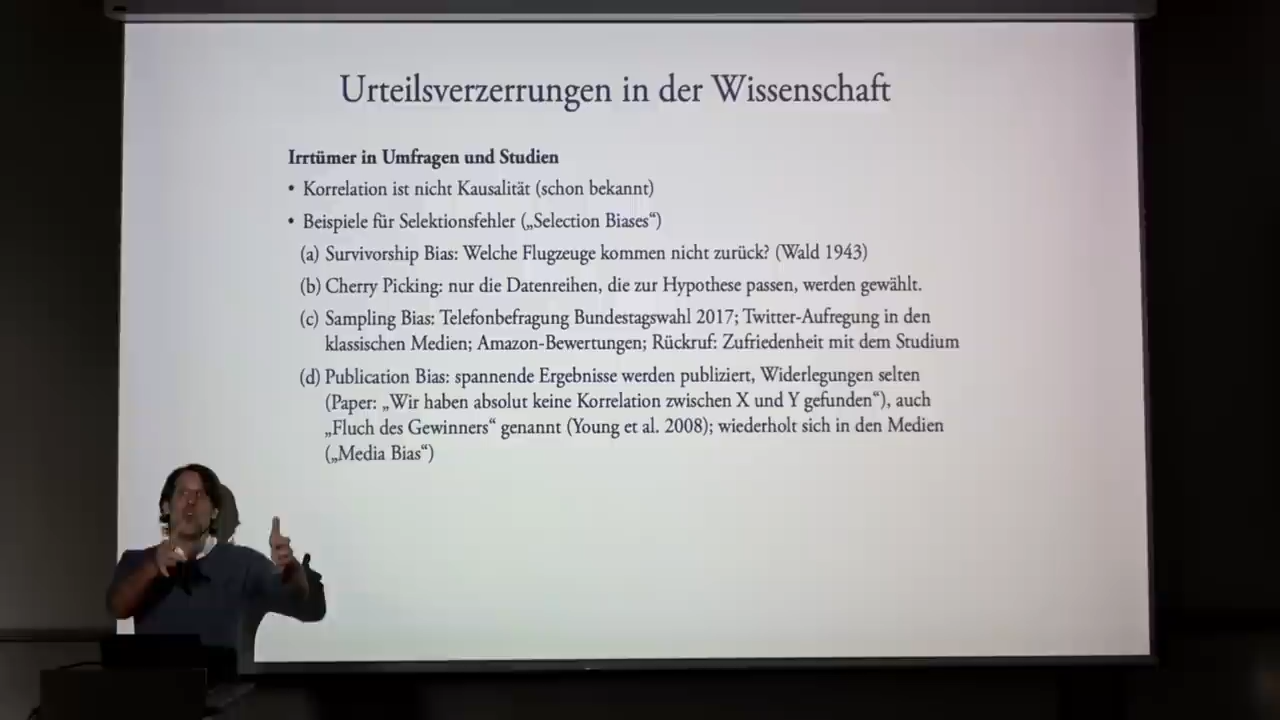 Urteilsverzerrungen in der Wissenschaft
Irrtümer in Umfragen und Studien
• Korrelation ist nicht Kausalität (schon bekannt)
• Beispiele für Selektionsfehler („Selection Biases“)
(a) Survivorship Bias: Welche Flugzeuge kommen nicht zurück? (Wald 1943)
(b) Cherry Picking: nur die Datenreihen, die zur Hypothese passen, werden gewählt.
(c) Sampling Bias: Telefonbefragung Bundestagswahl 2017; Twitter-Aufregung in den
klassischen Medien; Amazon-Bewertungen; Rückruf: Zufriedenheit mit dem Studium
(d) Publication Bias: spannende Ergebnisse werden publiziert, Widerlegungen selten
(Paper: „Wir haben absolut keine Korrelation zwischen X und Y gefunden“), auch
„Fluch des Gewinners“ genannt (Young et al. 2008); wiederholt sich in den Medien
(„Media Bias“)